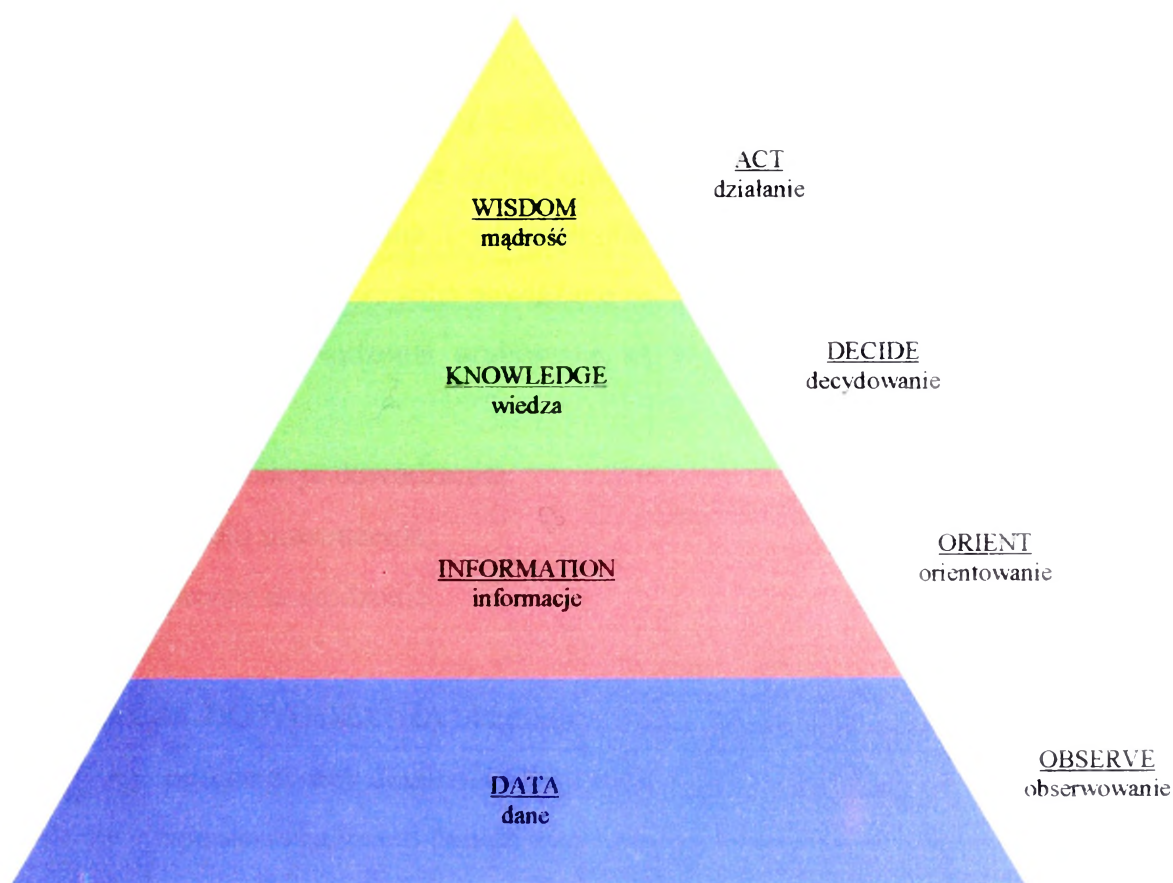 ACT
działanie
WISDOM
mądrość
DECIDE
decydowanie
KNOWLEDGE
wiedza
ORIENT
orientowanie
INFORMATION
informacje
OBSERVE
obserwowanie
DATA
dane